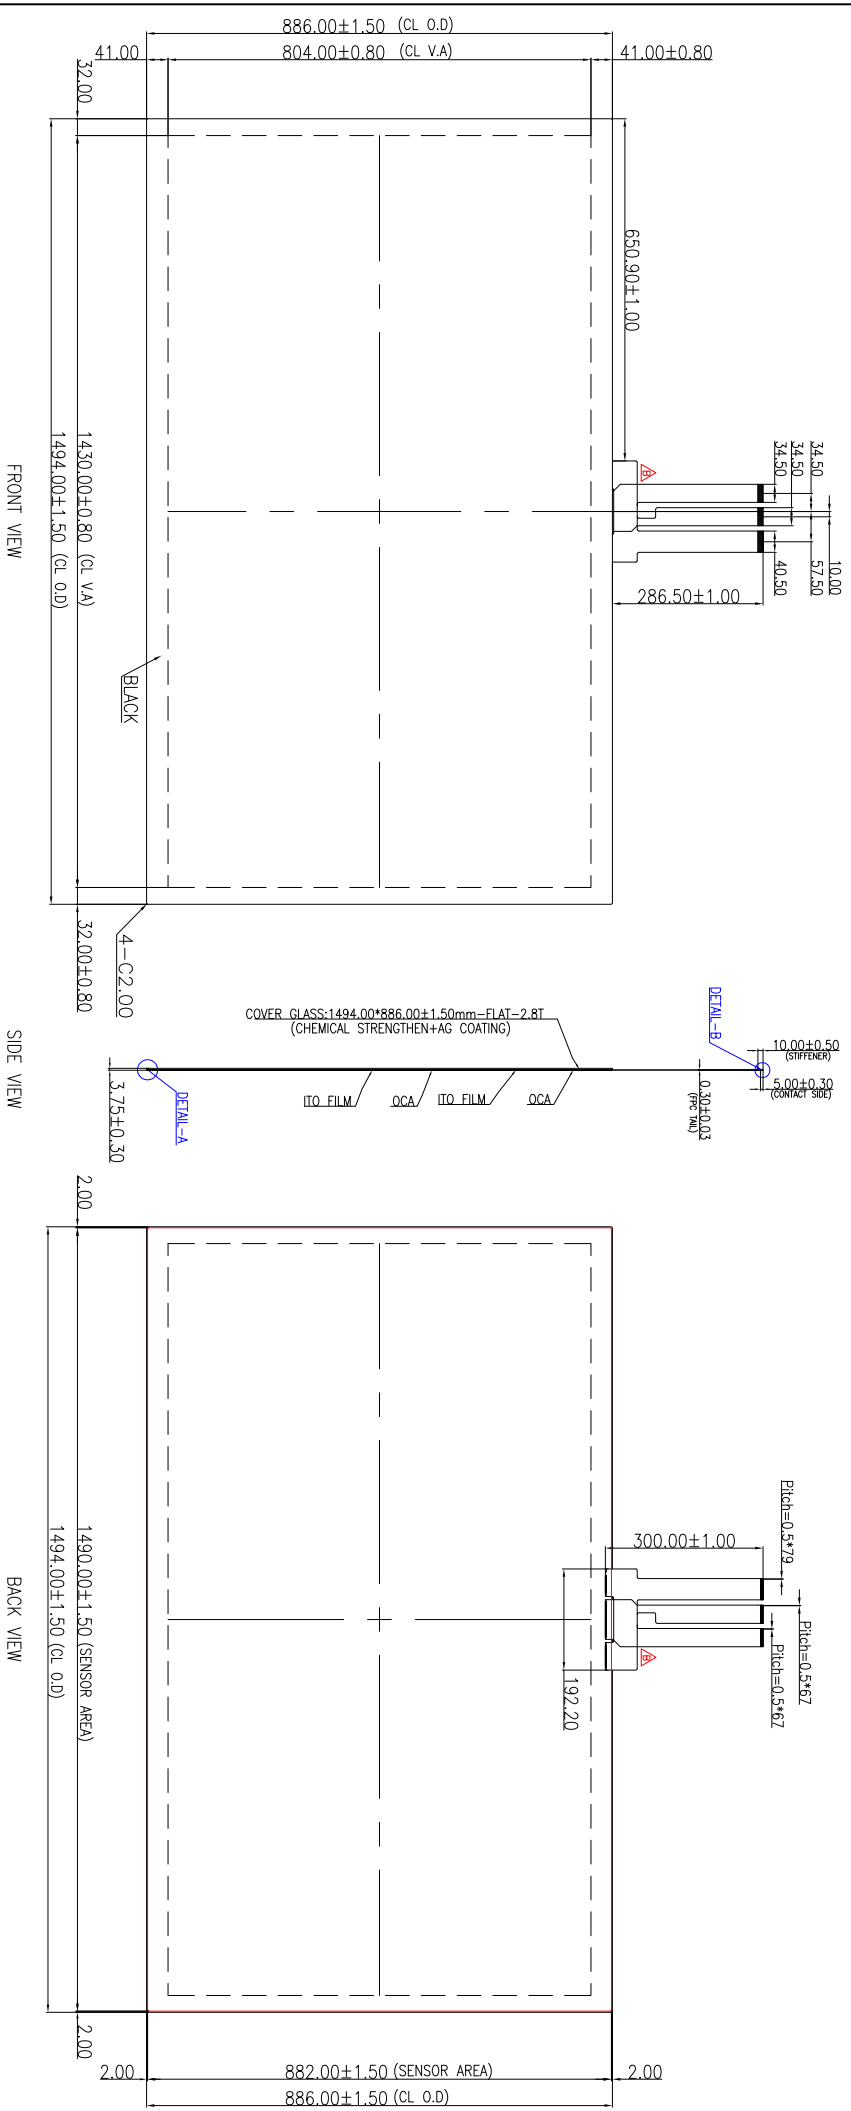 886.00±1.50 (CL O.D)
41.00
804.00±0.80 (CL V.A)
41.00±0.80
32.00
650.90±1.00
34.50
34.50
34.50
10.00
57.50
40.50
286.50±1.00
1430.00±0.80 (CL V.A)
1494.00±1.50 (CL O.D)
BLACK
FRONT VIEW
B
32.00±0.80
4-C2.00
COVER GLASS:1494.00*886.00±1.50mm-FLAT-2.8T
(CHEMICAL STRENGTHEN+AG COATING)
DETAIL-B
10.00±0.50
(STIFFENER)
5.00±0.30
(CONTACT SIDE)
0.30±0.03
(FPC TAIL)
ITO FILM
OCA
ITO FILM
OCA
DETAIL-A
3.75±0.30
SIDE VIEW
2.00
300.00±1.00
Pitch=0.5*79
Pitch=0.5*67
Pitch=0.5*67
B
192.20
1490.00±1.50 (SENSOR AREA)
1494.00±1.50 (CL O.D)
BACK VIEW
2.00
2.00
882.00±1.50 (SENSOR AREA)
2.00
886.00±1.50 (CL O.D)